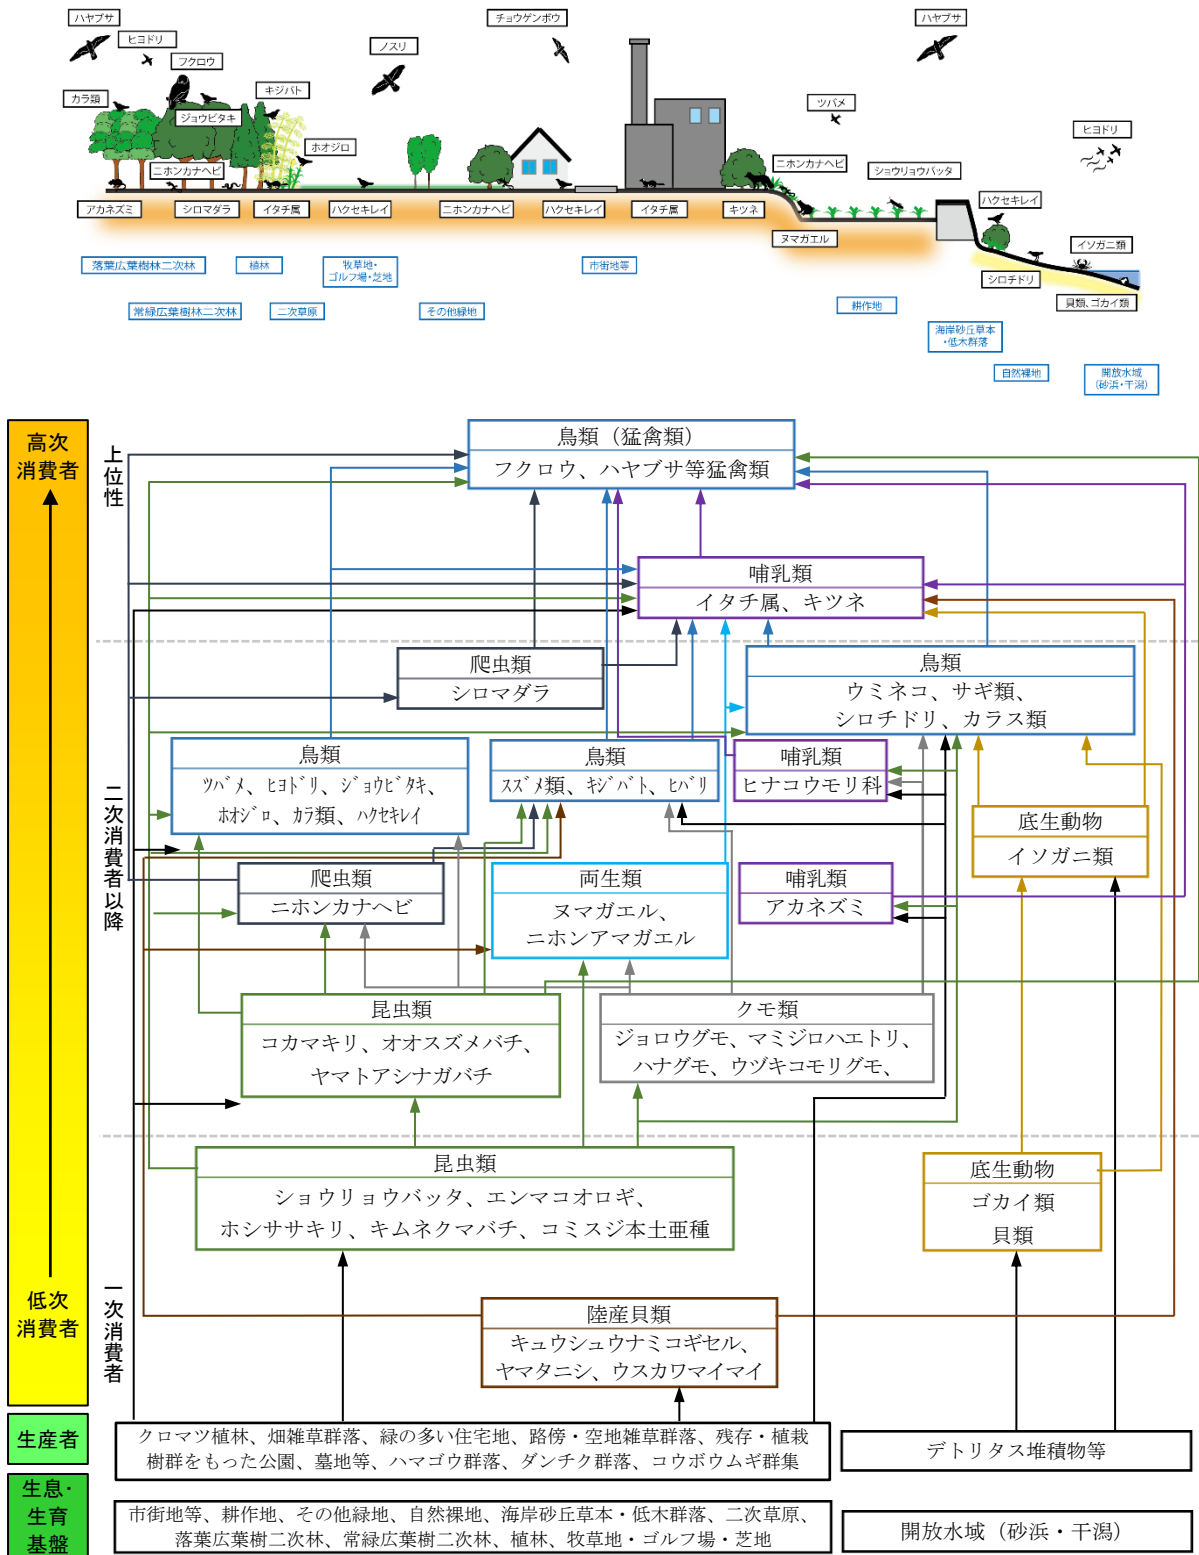 ハヤブサ
ヒヨドリ
フクロウ
カラ類
ジョウビタキ
キジバト
ホオジロ
ノスリ
チョウゲンボウ
ハヤブサ
ツバメ
ヒヨドリ
ニホンカナヘビ
ニホンカナヘビ
ショウリョウバッタ
ハクセキレイ
アカネズミ
シロマダラ
イタチ属
ハクセキレイ
ニホンカナヘビ
ハクセキレイ
イタチ属
キツネ
ヌマガエル
イソガニ類
シロチドリ
貝類、ゴカイ類
落葉広葉樹林二次林
植林
牧草地・
ゴルフ場・芝地
市街地等
常緑広葉樹林二次林
二次草原
その他緑地
耕作地
海岸砂丘草本
・低木群落
自然裸地
開放水域
(砂浜・干潟)
高次
消費者
上位性
鳥類（猛禽類）
フクロウ、ハヤブサ等猛禽類
哺乳類
イタチ属、キツネ
爬虫類
シロマダラ
鳥類
ウミネコ、サギ類、
シロチドリ、カラス類
二次消費者以降
鳥類
ツバメ、ヒヨドリ、ジョウビタキ、
ホオジロ、カラ類、ハクセキレイ
鳥類
スズメ類、キジバト、ヒバリ
哺乳類
ヒナコウモリ科
底生動物
イソガニ類
爬虫類
ニホンカナヘビ
両生類
ヌマガエル、
ニホンアマガエル
哺乳類
アカネズミ
昆虫類
コカマキリ、オオスズメバチ、
ヤマトアシナガバチ
クモ類
ジョロウグモ、マミジロハエトリ、
ハナグモ、ウヅキコモリグモ、
昆虫類
ショウリョウバッタ、エンマコオロギ、
ホシササキリ、キムネクマバチ、コミスジ本土亜種
底生動物
ゴカイ類
貝類
低次
消費者
一次消費者
陸産貝類
キュウシュウナミコギセル、
ヤマタニシ、ウスカワマイマイ
生産者
クロマツ植林、畑雑草群落、緑の多い住宅地、路傍・空地雑草群落、残存・植栽
樹群をもった公園、墓地等、ハマゴウ群落、ダンチク群落、コウボウムギ群集
デトリタス堆積物等
生息・
生育
基盤
市街地等、耕作地、その他緑地、自然裸地、海岸砂丘草本・低木群落、二次草原、
落葉広葉樹二次林、常緑広葉樹二次林、植林、牧草地・ゴルフ場・芝地
開放水域（砂浜・干潟）